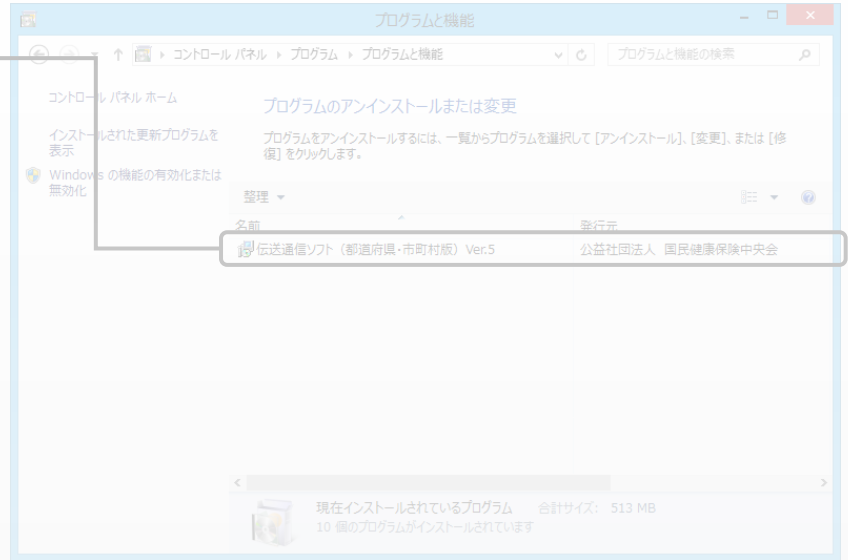 プログラムと機能
コントロール パネル
プログラム
プログラムと機能
プログラムと機能の検索
コントロール パネル ホーム
インストールされた更新プログラムを
表示
Windows の機能の有効化または
無効化
プログラムのアンインストールまたは変更
プログラムをアンインストールするには、一覧からプログラムを選択して [アンインストール]、[変更]、または [修
復] をクリックします。
整理
名前
発行元
伝送通信ソフト（都道府県・市町村版）Ver.5
公益社団法人 国民健康保険中央会
現在インストールされているプログラム 合計サイズ: 513 MB
10 個のプログラムがインストールされています